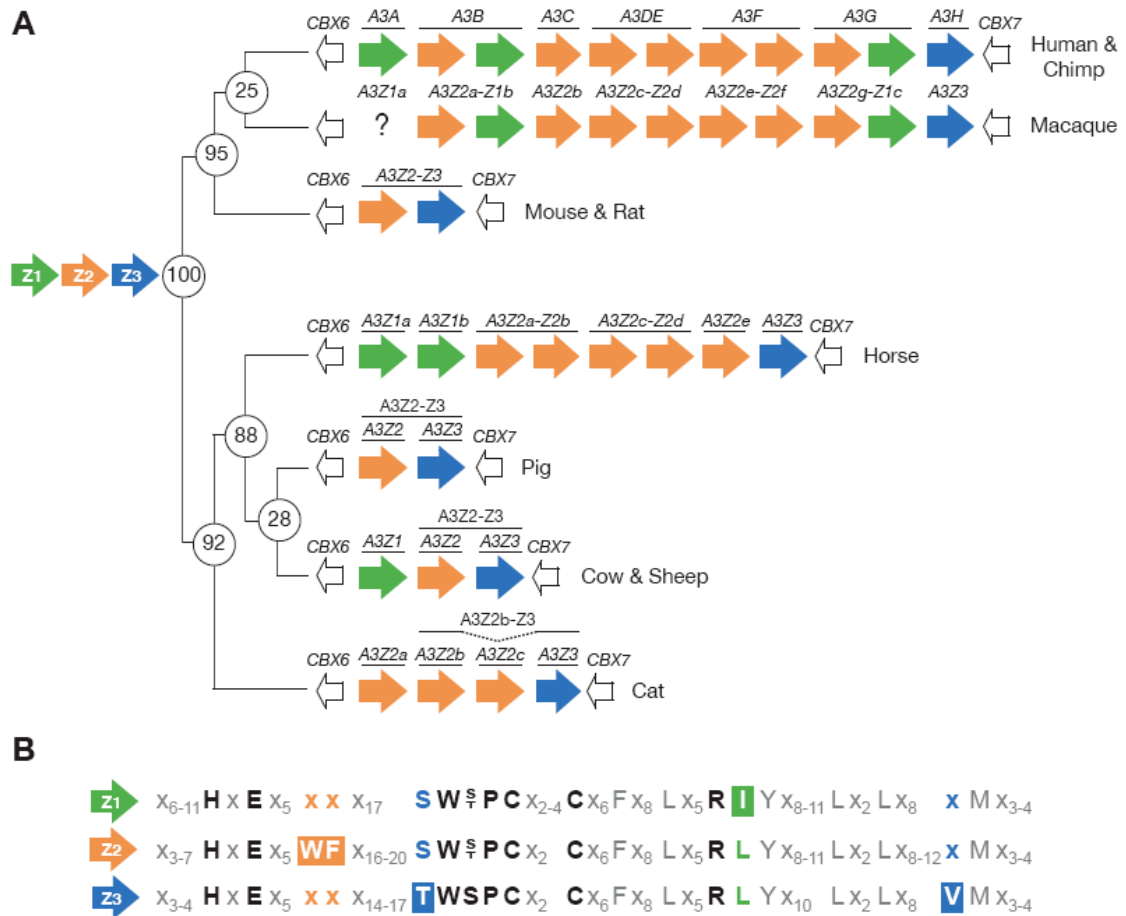 A
CBX6 A3A A3B A3C A3DE A3F A3G A3H CBX7
Human & Chimp
25
A3Z1a A3Z2a-Z1b A3Z2b A3Z2c-Z2d A3Z2e-Z2f A3Z2g-Z1c A3Z3
? Macaque
95
CBX6 A3Z2-Z3 CBX7
Mouse & Rat
Z1 Z2 Z3 100
CBX6 A3Z1a A3Z1b A3Z2a-Z2b A3Z2c-Z2d A3Z2e A3Z3 CBX7
Horse
A3Z2-Z3
88
CBX6 A3Z2 A3Z3 CBX7
Pig
A3Z2-Z3
28
92
CBX6 A3Z1 A3Z2 A3Z3 CBX7
Cow & Sheep
A3Z2b-Z3
CBX6 A3Z2a A3Z2b A3Z2c A3Z3 CBX7
Cat
B
Z1 x6-11 H x E x5 x x x17 S W S/T P C x2-4 C x6 F x8 L x5 R I Y x8-11 L x2 L x8 x M x3-4
Z2 x3-7 H x E x5 WF x16-20 S W S/T P C x2 C x6 F x8 L x5 R L Y x8-11 L x2 L x8-12 x M x3-4
Z3 x3-4 H x E x5 x x x14-17 T W S P C x2 C x6 F x8 L x5 R L Y x10 L x2 L x8 V M x3-4